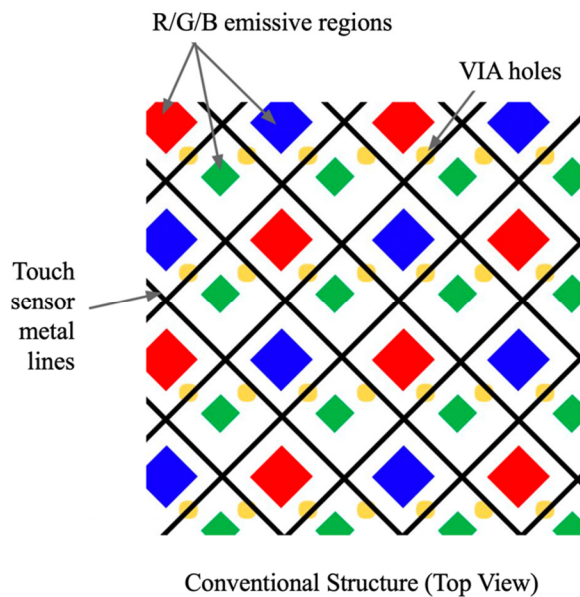 R/G/B emissive regions
VIA holes
Touch
sensor
metal
lines
Conventional Structure (Top View)